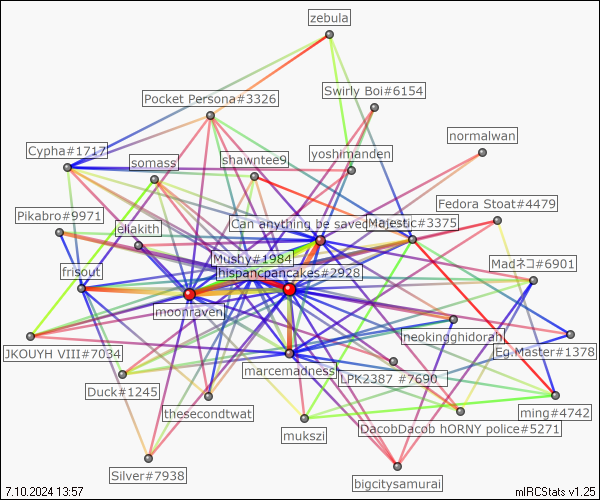 zebula
Swirly Boi#6154
Pocket Persona#3326
normalwan
Cypha#1717
somass
shawntee9
yoshimanden
Fedora Stoat#4479
Pikabro#9971
eliakith
Can anything be saved
Majestic#3375
Mushy#1984
Madネコ#6901
frisout
hispancpancakes#2928
moonraven
neokingghidorah
JKOUYH VIII#7034
Eg.Master#1378
marcemadness
LPK2387 #7690
Duck#1245
thesecondtwat
ming#4742
DacobDacob hORNY police#5271
mukszi
Silver#7938
bigcitysamurai
7.10.2024 13:57
mIRCStats v1.25